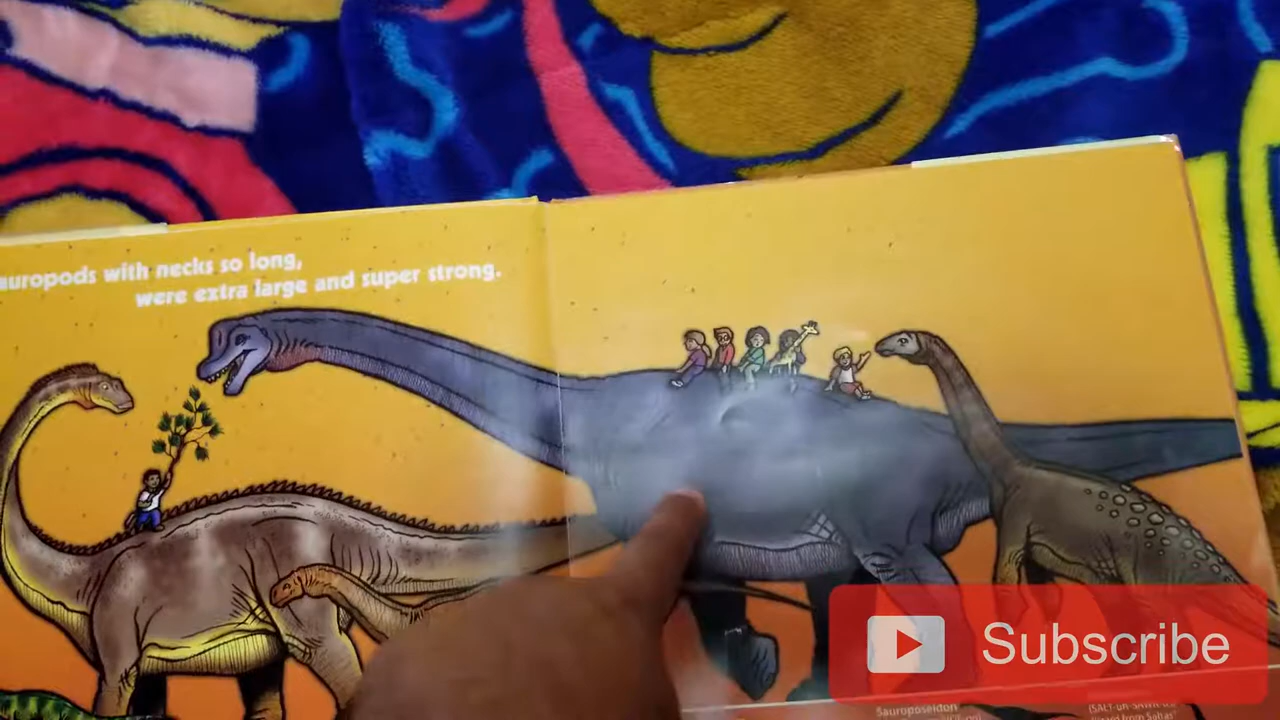 auropods with necks so long,
were extra large and super strong.
Subscribe
Sauroposeidon